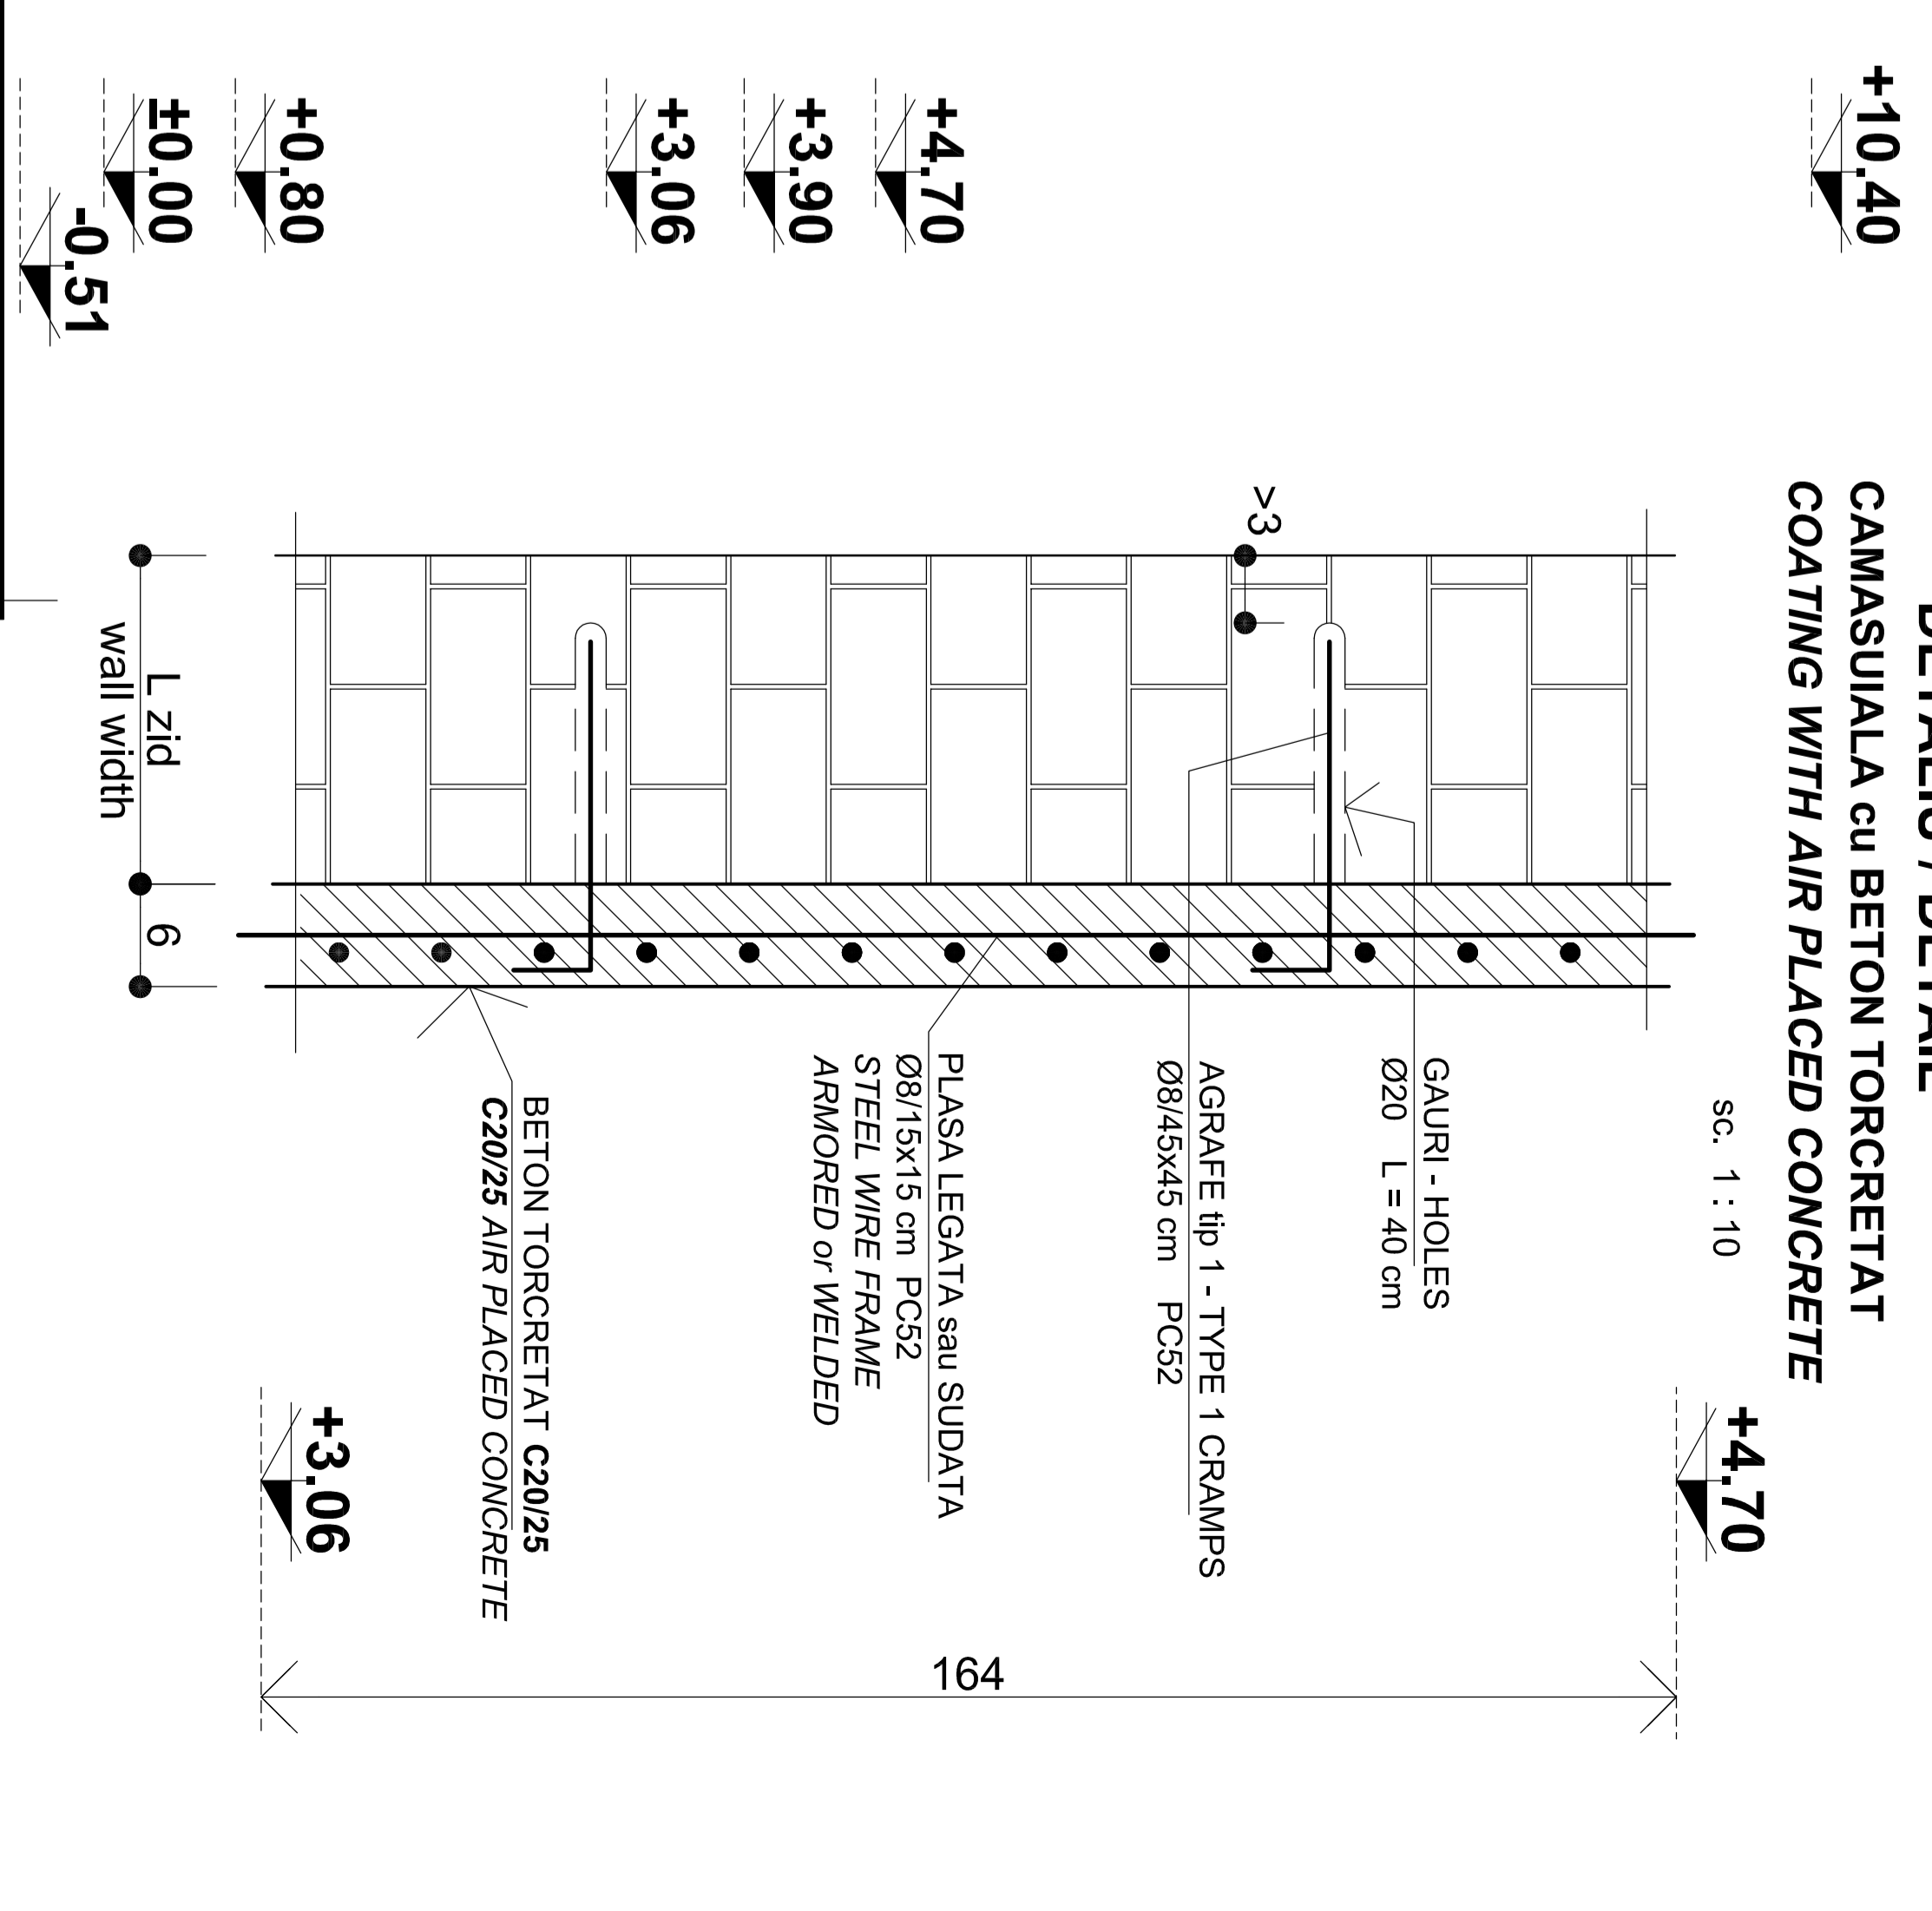 DETALIU / DETAIL
CAMASUIALA cu BETON TORCRETAT
COATING WITH AIR PLACED CONCRETE
sc. 1 : 10
+10.40
+4.70
+3.90
+3.06
+0.80
±0.00
-0.51
>3
GAURI - HOLES
Ø20 L = 40 cm
AGRAFE tip 1 - TYPE 1 CRAMPS
Ø8/45x45 cm PC52
PLASA LEGATA sau SUDATA
Ø8/15x15 cm PC52
STEEL WIRE FRAME
ARMORED or WELDED
BETON TORCRETAT C20/25
C20/25 AIR PLACED CONCRETE
L zid
wall width
6
+4.70
+3.06
164